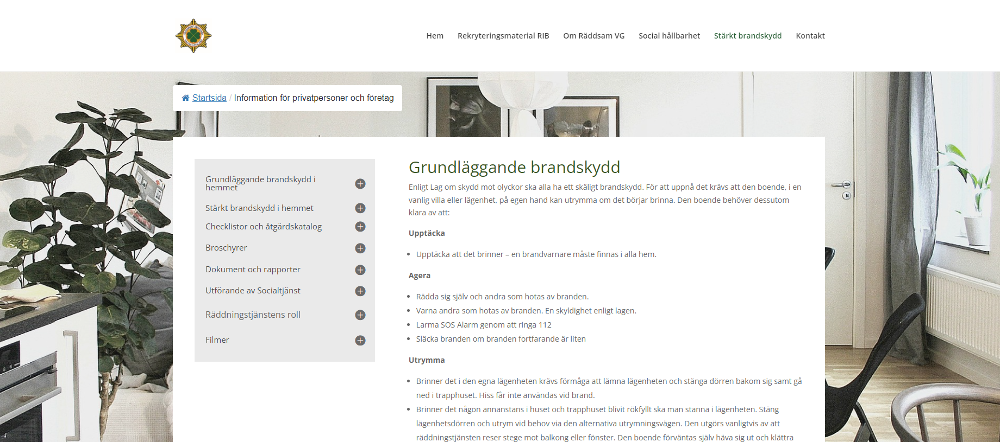 Hem
Rekryteringsmaterial RIB
Om Räddsam VG
Social hållbarhet
Stärkt brandskydd
Kontakt
Startsida / Information för privatpersoner och företag
Grundläggande brandskydd i
hemmet
Stärkt brandskydd i hemmet
Checklistor och åtgärdskatalog
Broschyrer
Dokument och rapporter
Utförande av Socialtjänst
Räddningstjänstens roll
Filmer
Grundläggande brandskydd
Enligt Lag om skydd mot olyckor ska alla ha ett skäligt brandskydd. För att uppnå det krävs att den boende, i en
vanlig villa eller lägenhet, på egen hand kan utrymma om det börjar brinna. Den boende behöver dessutom
klara av att:
Upptäcka
Upptäcka att det brinner – en brandvarnare måste finnas i alla hem.
Agera
Rädda sig själv och andra som hotas av branden.
Varna andra som hotas av branden. En skyldighet enligt lagen.
Larma SOS Alarm genom att ringa 112
Släcka branden om branden fortfarande är liten
Utrymma
Brinner det i den egna lägenheten krävs förmåga att lämna lägenheten och stänga dörren bakom sig samt gå
ned i trapphuset. Hiss får inte användas vid brand.
Brinner det någon annanstans i huset och trapphuset blivit rökfyllt ska man stanna i lägenheten. Stäng
lägenhetsdörren och utrym vid behov via den alternativa utrymningsvägen. Den utgörs vanligtvis av att
räddningstjänsten reser stege mot balkong eller fönster. Den boende förväntas själv häva sig ut och klättra